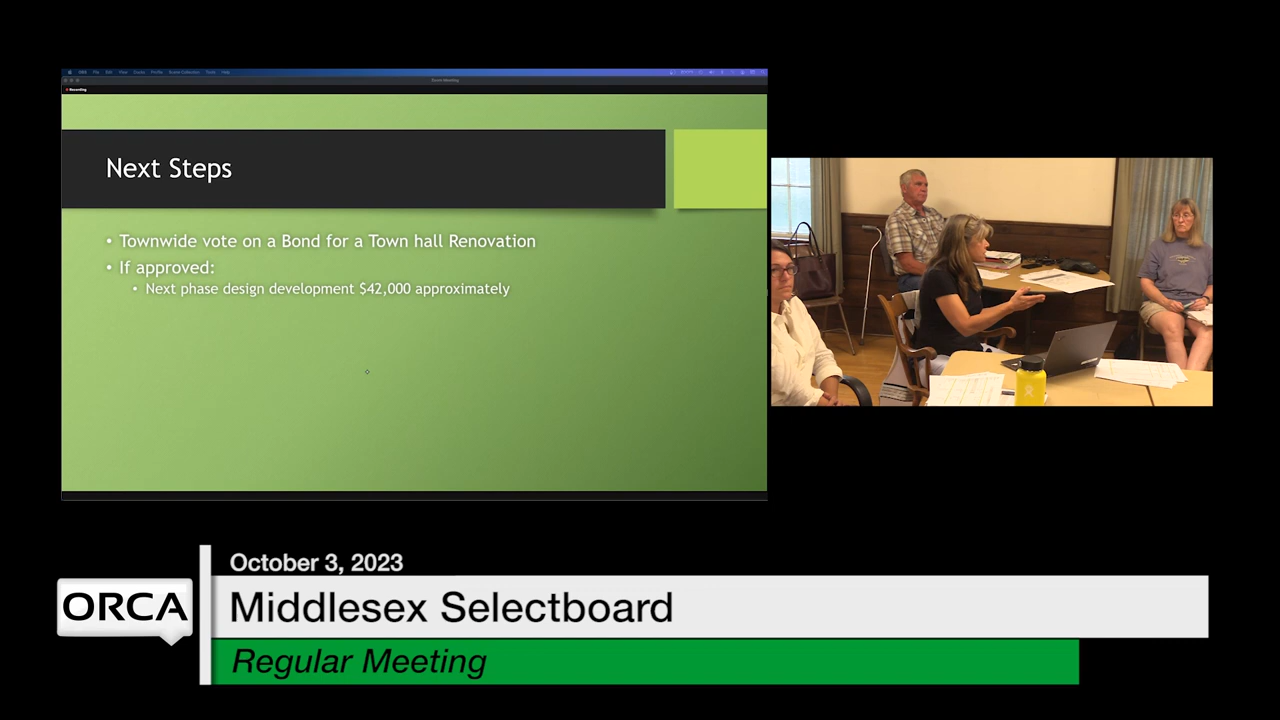 Recording
Next Steps
• Townwide vote on a Bond for a Town hall Renovation
• If approved:
• Next phase design development $42,000 approximately
October 3, 2023
ORCA
Middlesex Selectboard
Regular Meeting